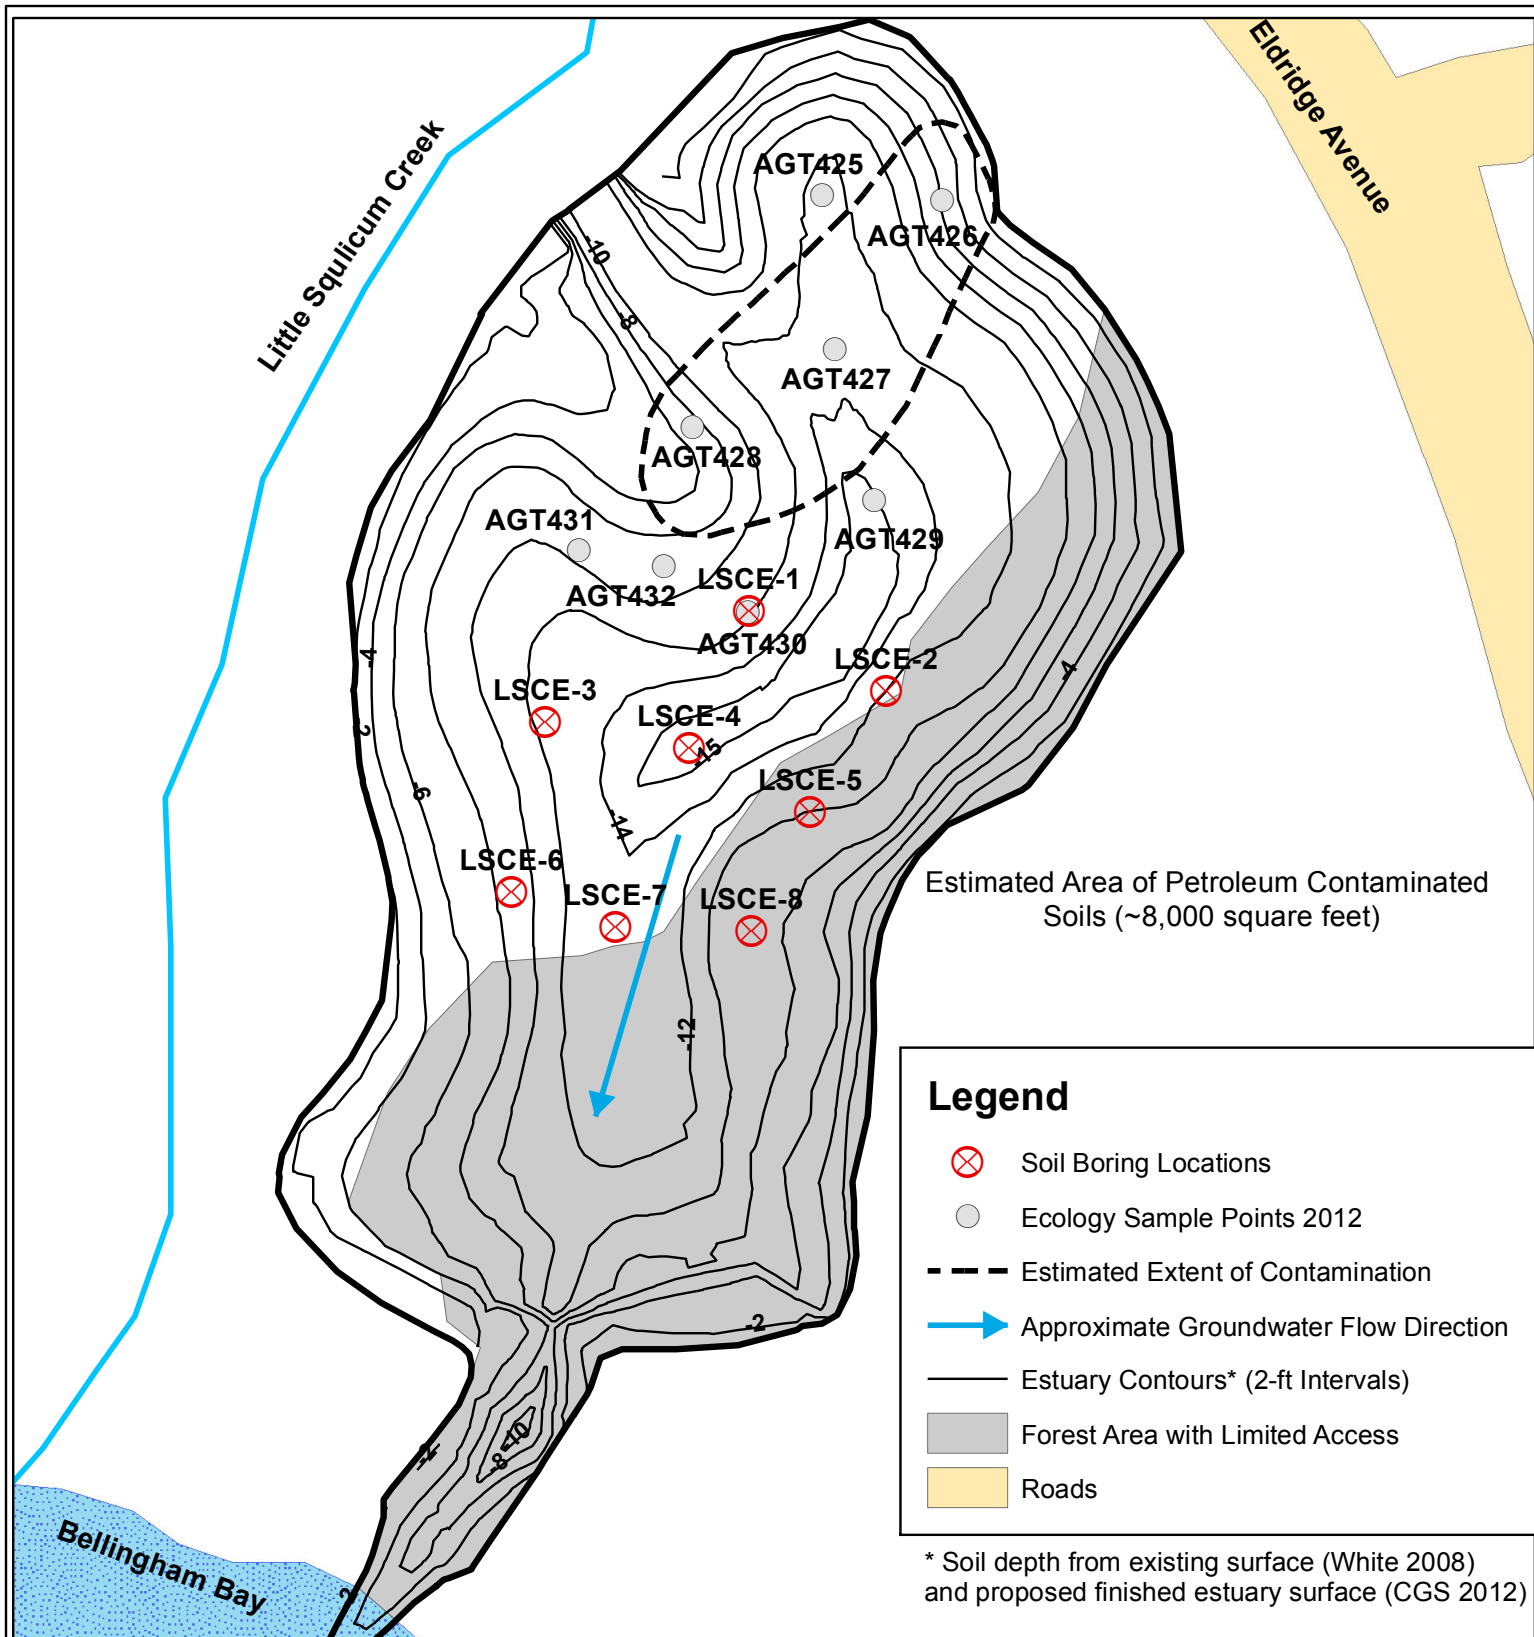 Eldridge Avenue
Little Squlicum Creek
AGT425
AGT426
-10
-8
AGT427
AGT428
AGT431
AGT429
AGT432
LSCE-1
AGT430
LSCE-2
-4
-4
LSCE-3
LSCE-4
-2
-15
LSCE-5
-6
-14
LSCE-6
LSCE-7
LSCE-8
Estimated Area of Petroleum Contaminated
Soils (~8,000 square feet)
-12
Legend
Soil Boring Locations
Ecology Sample Points 2012
Estimated Extent of Contamination
Approximate Groundwater Flow Direction
Estuary Contours* (2-ft Intervals)
Forest Area with Limited Access
Roads
-2
-2
-10
-8
Bellingham Bay
-2
* Soil depth from existing surface (White 2008)
and proposed finished estuary surface (CGS 2012)